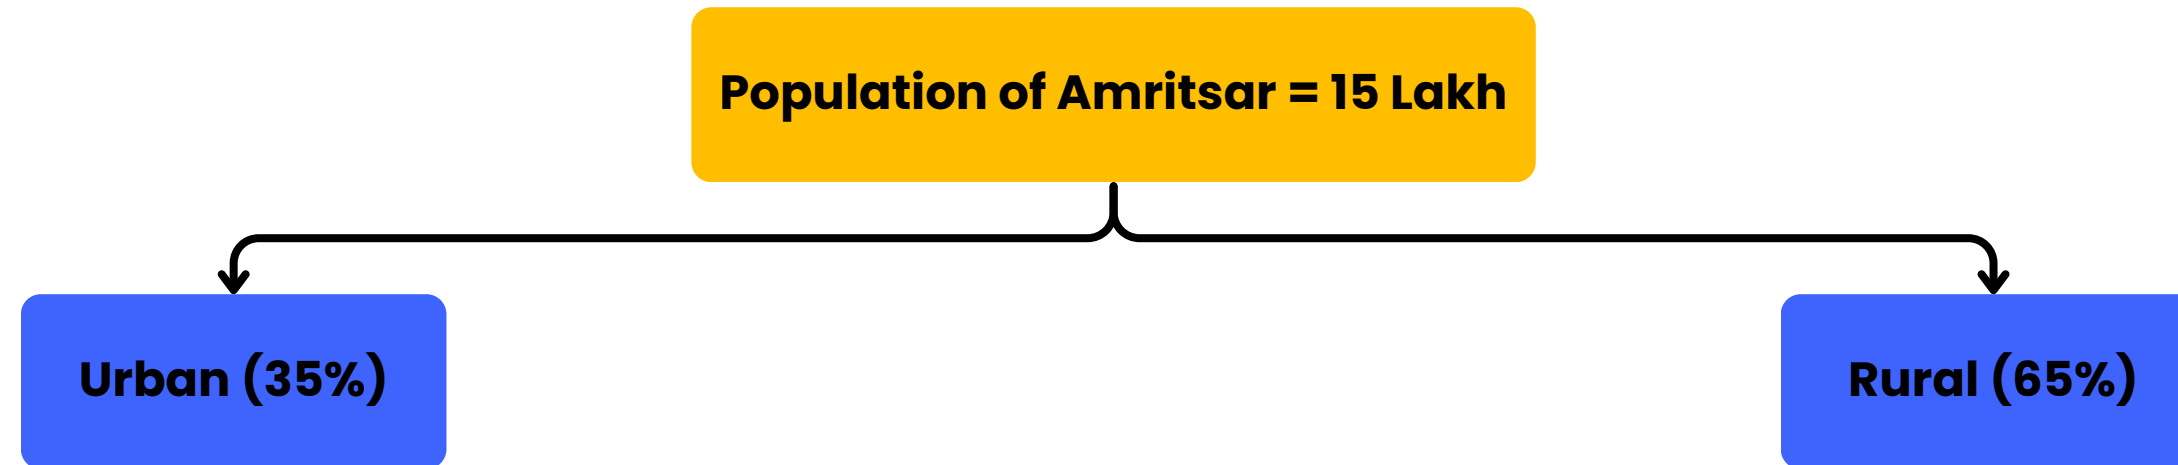 Population of Amritsar = 15 Lakh
Urban (35%)
Rural (65%)